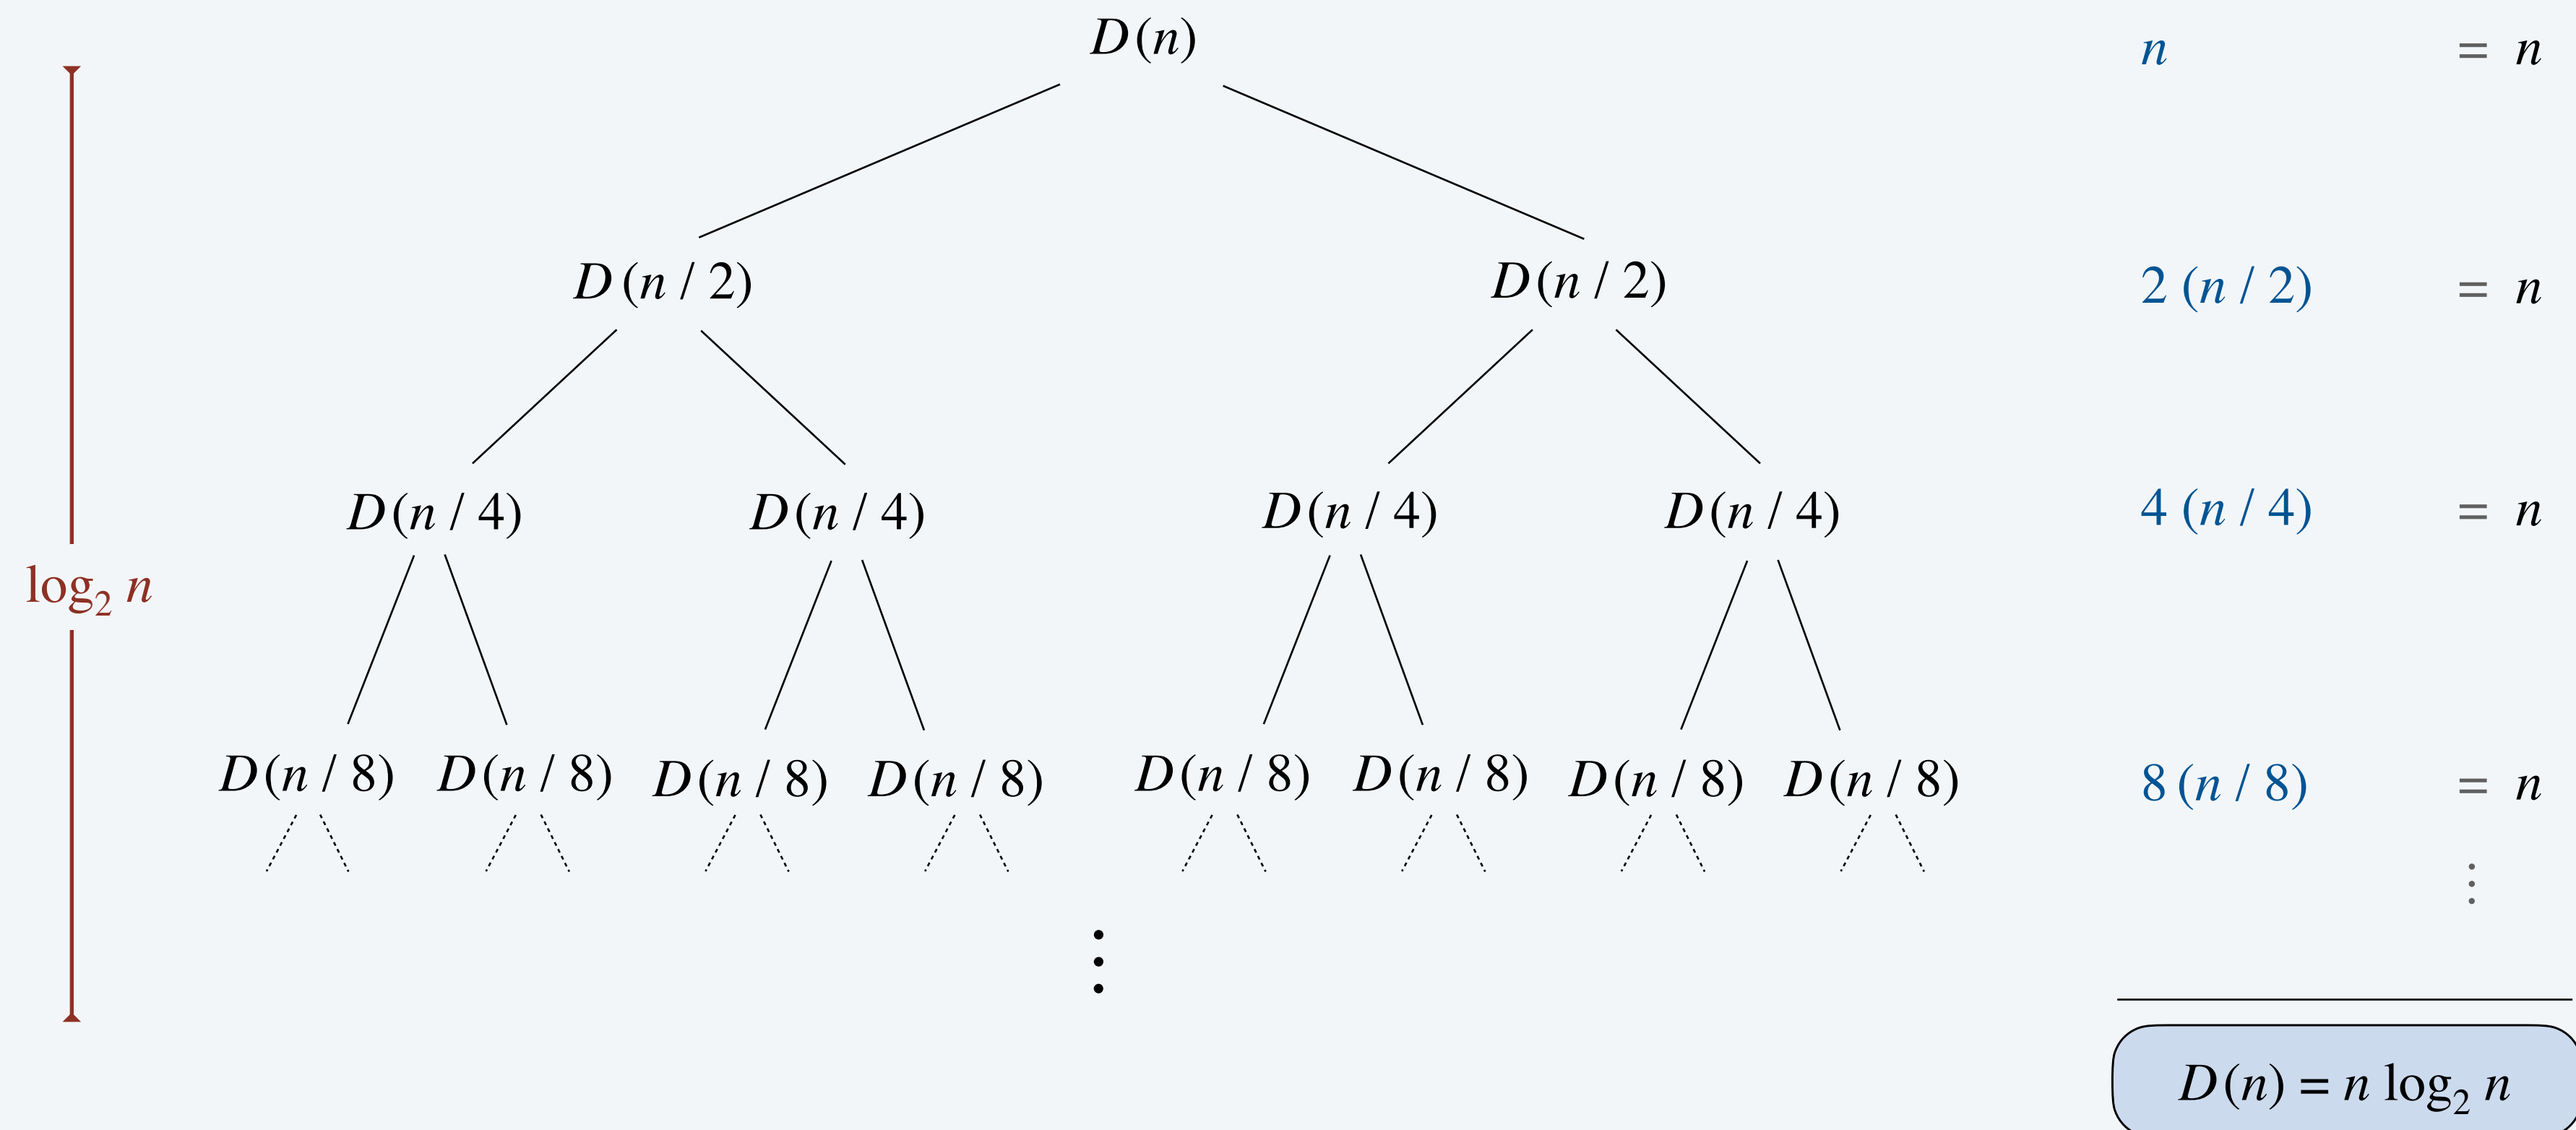 D(n) n = n
D(n / 2) D(n / 2) 2 (n / 2) = n
D(n / 4) D(n / 4) D(n / 4) D(n / 4) 4 (n / 4) = n
log₂ n
D(n / 8) D(n / 8) D(n / 8) D(n / 8) D(n / 8) D(n / 8) D(n / 8) D(n / 8) 8 (n / 8) = n
⋮
⋮
D(n) = n log₂ n